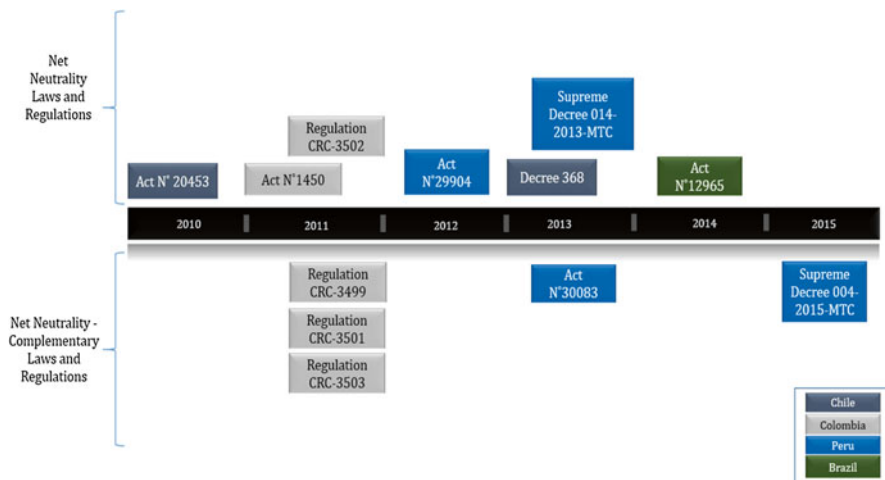 Net
Neutrality
Laws and
Regulations
Supreme
Decree 014-
2013-MTC
Regulation
CRC-3502
Act N° 20453
Act N°1450
Act
N°29904
Decree 368
Act
N°12965
2010
2011
2012
2013
2014
2015
Net Neutrality -
Complementary
Laws and
Regulations
Regulation
CRC-3499
Regulation
CRC-3501
Regulation
CRC-3503
Act
N°30083
Supreme
Decree 004-
2015-MTC
Chile
Colombia
Peru
Brazil